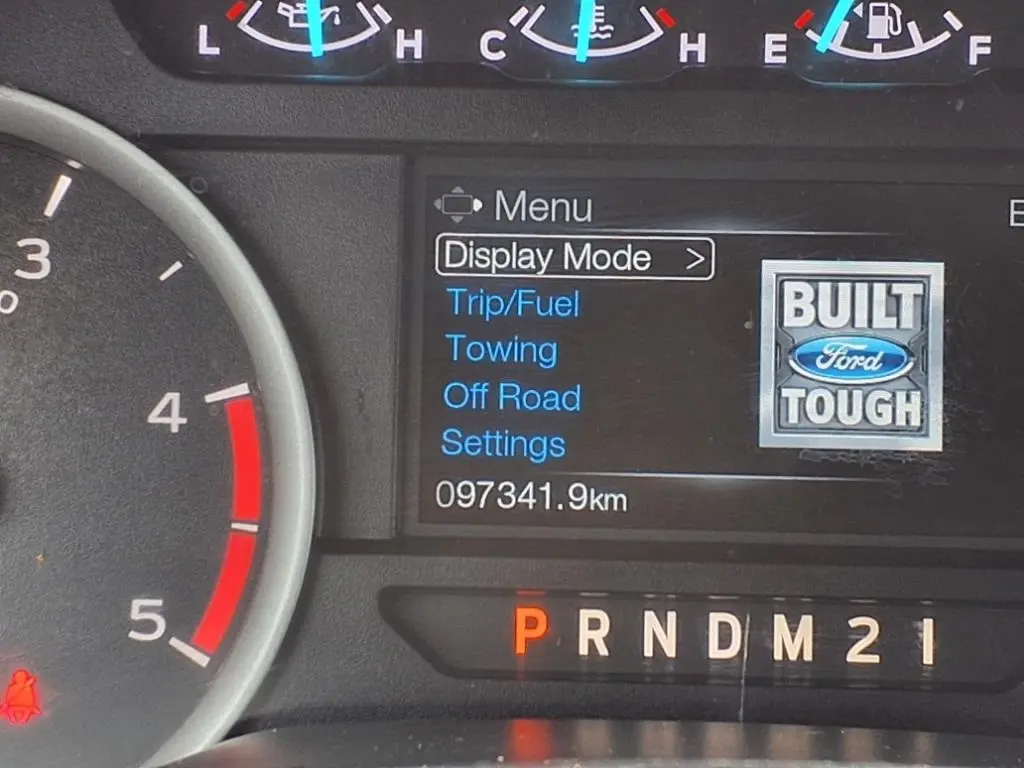 L H C H E F
Menu
Display Mode >
Trip/Fuel
Towing
Off Road
Settings
097341.9km
BUILT
Ford
TOUGH
3
4
5
P R N D M 2 1